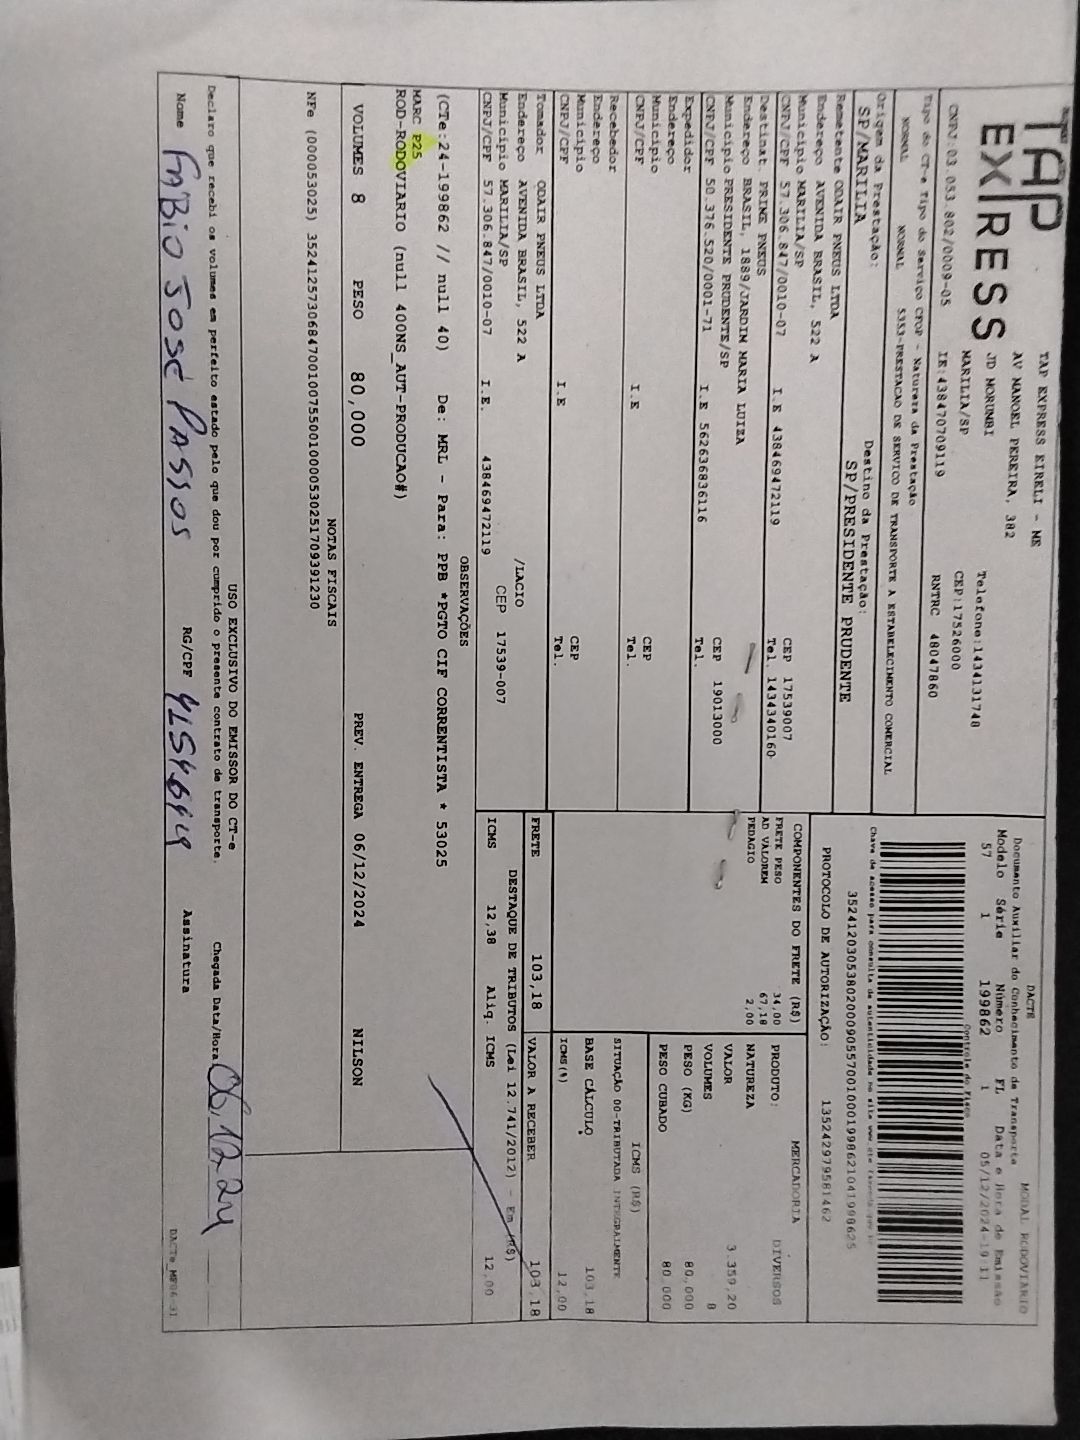 TAP EXPRESS
TAP EXPRESS EIRELI - ME
AV MANOEL PEREIRA, 382
JD MORUMBI
MARILIA/SP
Telefone:1434131748
CEP:17526000
CNPJ:03.053.802/0009-05 IE:438470709119 RNTRC 48047860
Tipo do CT-e Tipo do Serviço CFOP - Natureza da Prestação
NORMAL NORMAL 5353-PRESTACAO DE SERVICO DE TRANSPORTE A ESTABELECIMENTO COMERCIAL
Origem da Prestação: Destino da Prestação:
SP/MARILIA SP/PRESIDENTE PRUDENTE
Remetente ODAIR PNEUS LTDA
Endereço AVENIDA BRASIL, 522 A
Município MARILIA/SP CEP 17539007
CNPJ/CPF 57.306.847/0010-07 I.E 438469472119 Tel. 1434340160
Destinat. PRIME PNEUS
Endereço BRASIL, 1889/JARDIM MARIA LUIZA
Município PRESIDENTE PRUDENTE/SP CEP 19013000
CNPJ/CPF 50.376.520/0001-71 I.E 562636836116 Tel.
Expedidor
Endereço
Município CEP
CNPJ/CPF I.E Tel.
Recebedor
Endereço
Município CEP
CNPJ/CPF I.E Tel.
Tomador ODAIR PNEUS LTDA
Endereço AVENIDA BRASIL, 522 A /LACIO
Município MARILIA/SP CEP 17539-007
CNPJ/CPF 57.306.847/0010-07 I.E. 438469472119
DACTE MODAL RODOVIARIO
Documento Auxiliar do Conhecimento de Transporte
Modelo Série Número FL Data e Hora de Emissão
57 1 199862 1 05/12/2024-19:11
Controle do Fisco
Chave de acesso para consulta de autenticidade no site
35241203053802000905570010001998621041998625
PROTOCOLO DE AUTORIZAÇÃO: 135242979581462
COMPONENTES DO FRETE (R$)
FRETE PESO 34,00
AD VALOREM 67,18
PEDAGIO 2,00
MERCADORIA
PRODUTO: DIVERSOS
NATUREZA
VALOR 3.359,20
VOLUMES 8
PESO (KG) 80,000
PESO CUBADO 80,000
ICMS (R$)
SITUAÇÃO 00-TRIBUTADA INTEGRALMENTE
BASE CÁLCULO 103,18
ICMS(%) 12,00
FRETE 103,18 VALOR A RECEBER 103,18
DESTAQUE DE TRIBUTOS (Lei 12.741/2012) - Em (R$)
ICMS 12,38 Aliq. ICMS 12,00
OBSERVAÇÕES
(CTe:24-199862 // null 40) De: MRL - Para: PPB *PGTO CIF CORRENTISTA * 53025
MARC P25
ROD-RODOVIARIO (null 400NS_AUT-PRODUCAO#)
VOLUMES 8 PESO 80,000 PREV. ENTREGA 06/12/2024 NILSON
NOTAS FISCAIS
NFe (000053025) 35241257306847001007550010000530251709391230
USO EXCLUSIVO DO EMISSOR DO CT-e
Declaro que recebi os volumes em perfeito estado pelo que dou por cumprido o presente contrato de transporte. Chegada Data/Hora 06/12/24
Nome FABIO JOSÉ PASSOS RG/CPF Assinatura